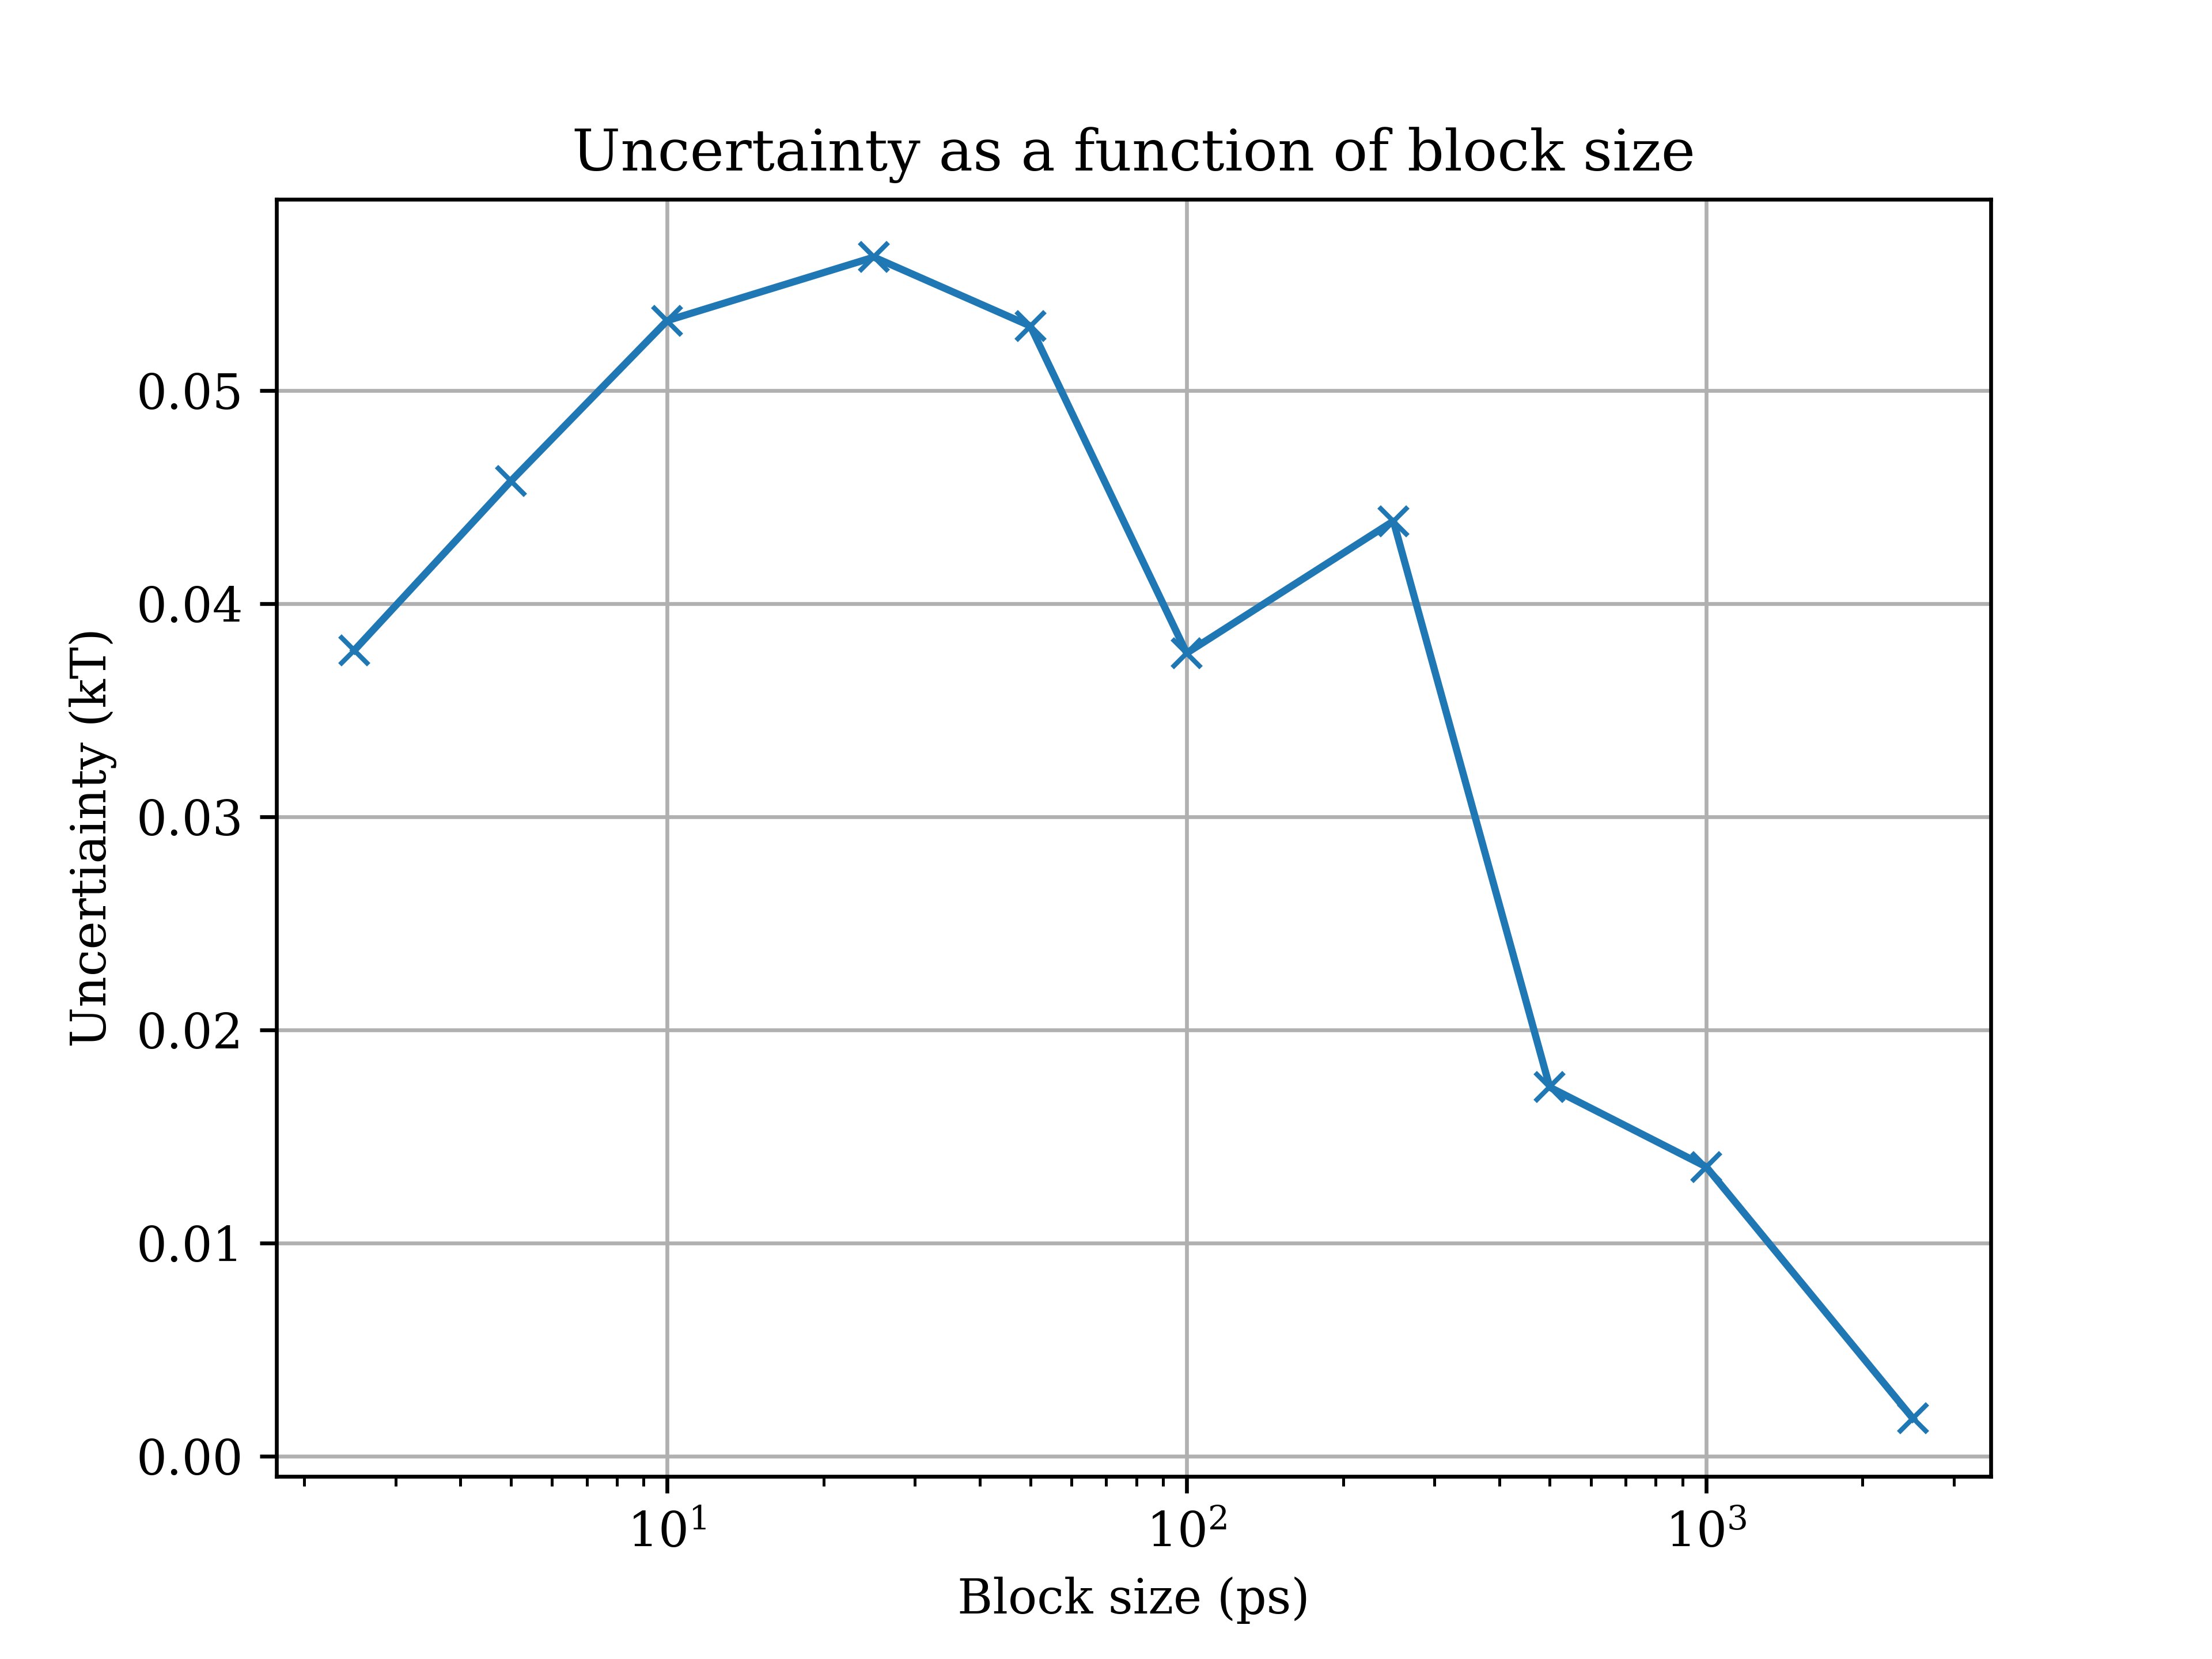 Uncertainty as a function of block size
0.05
0.04
0.03
0.02
0.01
0.00
Uncertiainty (kT)
10¹ 10² 10³
Block size (ps)